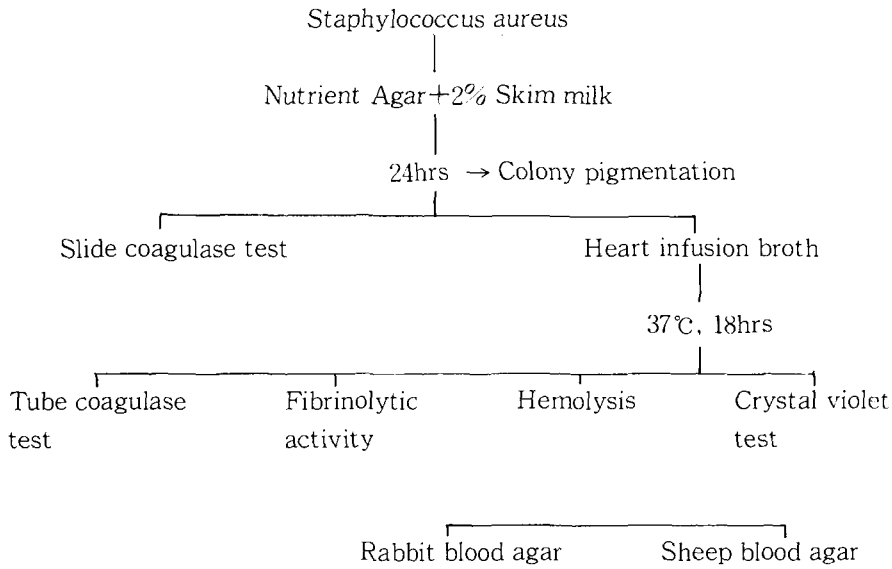 Staphylococcus aureus
Nutrient Agar+2% Skim milk
24hrs → Colony pigmentation
Slide coagulase test
Heart infusion broth
37℃, 18hrs
Tube coagulase test
Fibrinolytic activity
Hemolysis
Crystal violet test
Rabbit blood agar
Sheep blood agar